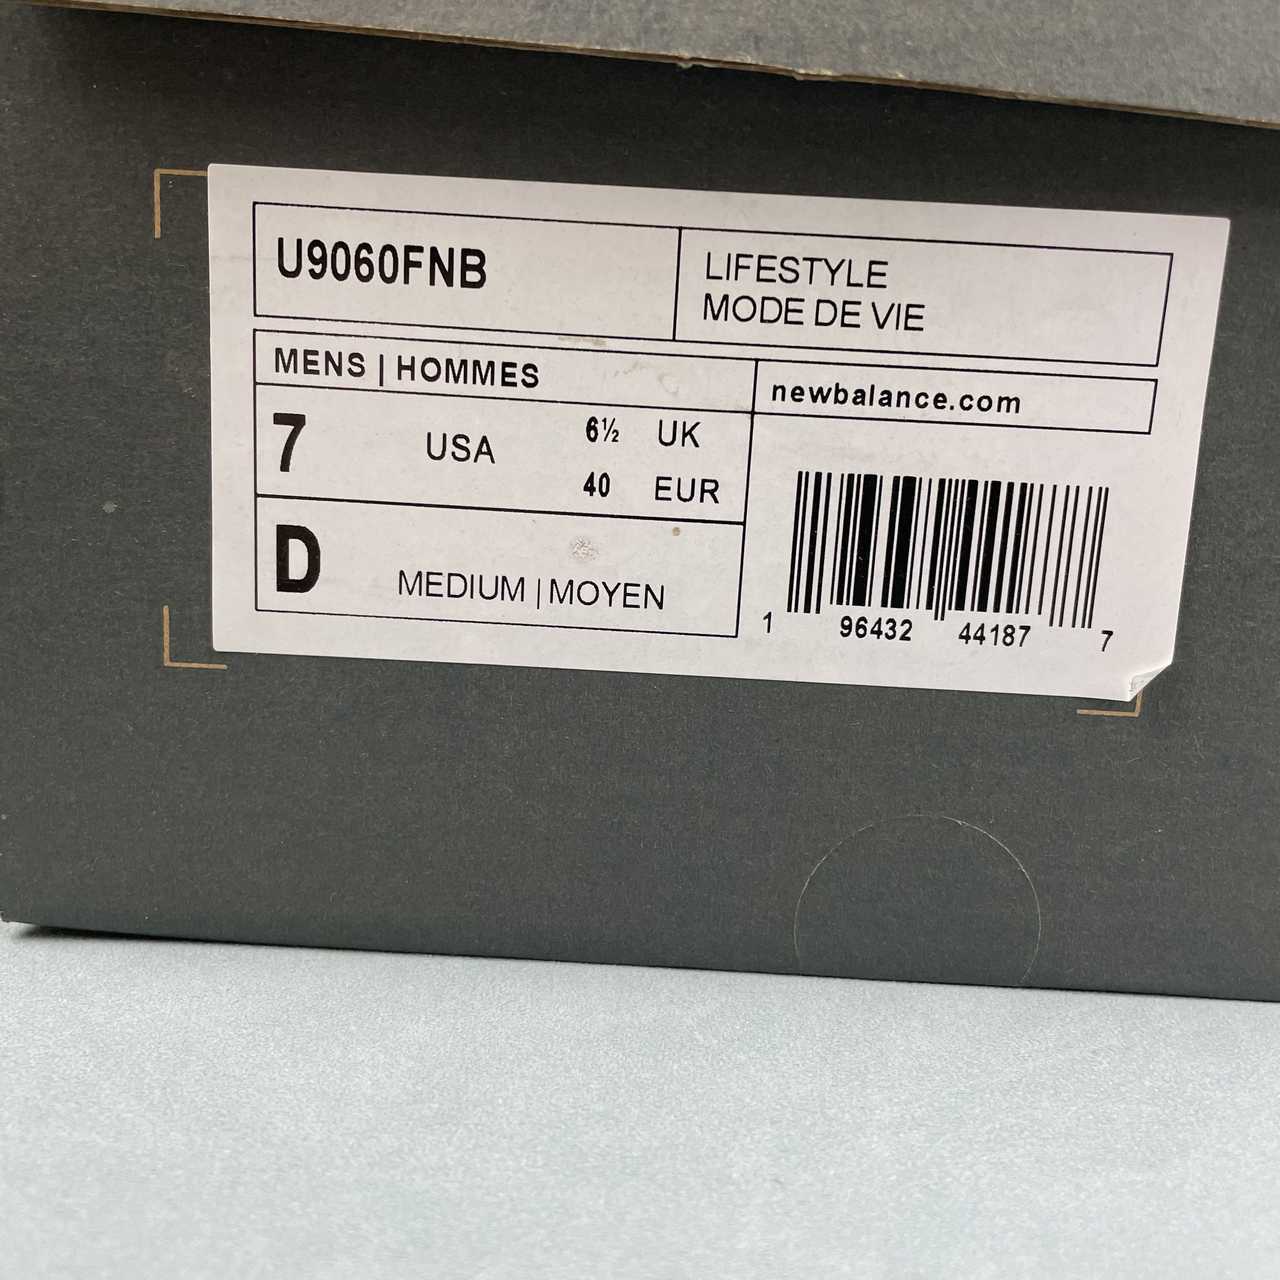 U9060FNB
LIFESTYLE
MODE DE VIE
MENS | HOMMES
newbalance.com
7 USA 6½ UK
40 EUR
D MEDIUM | MOYEN
1 96432 44187 7